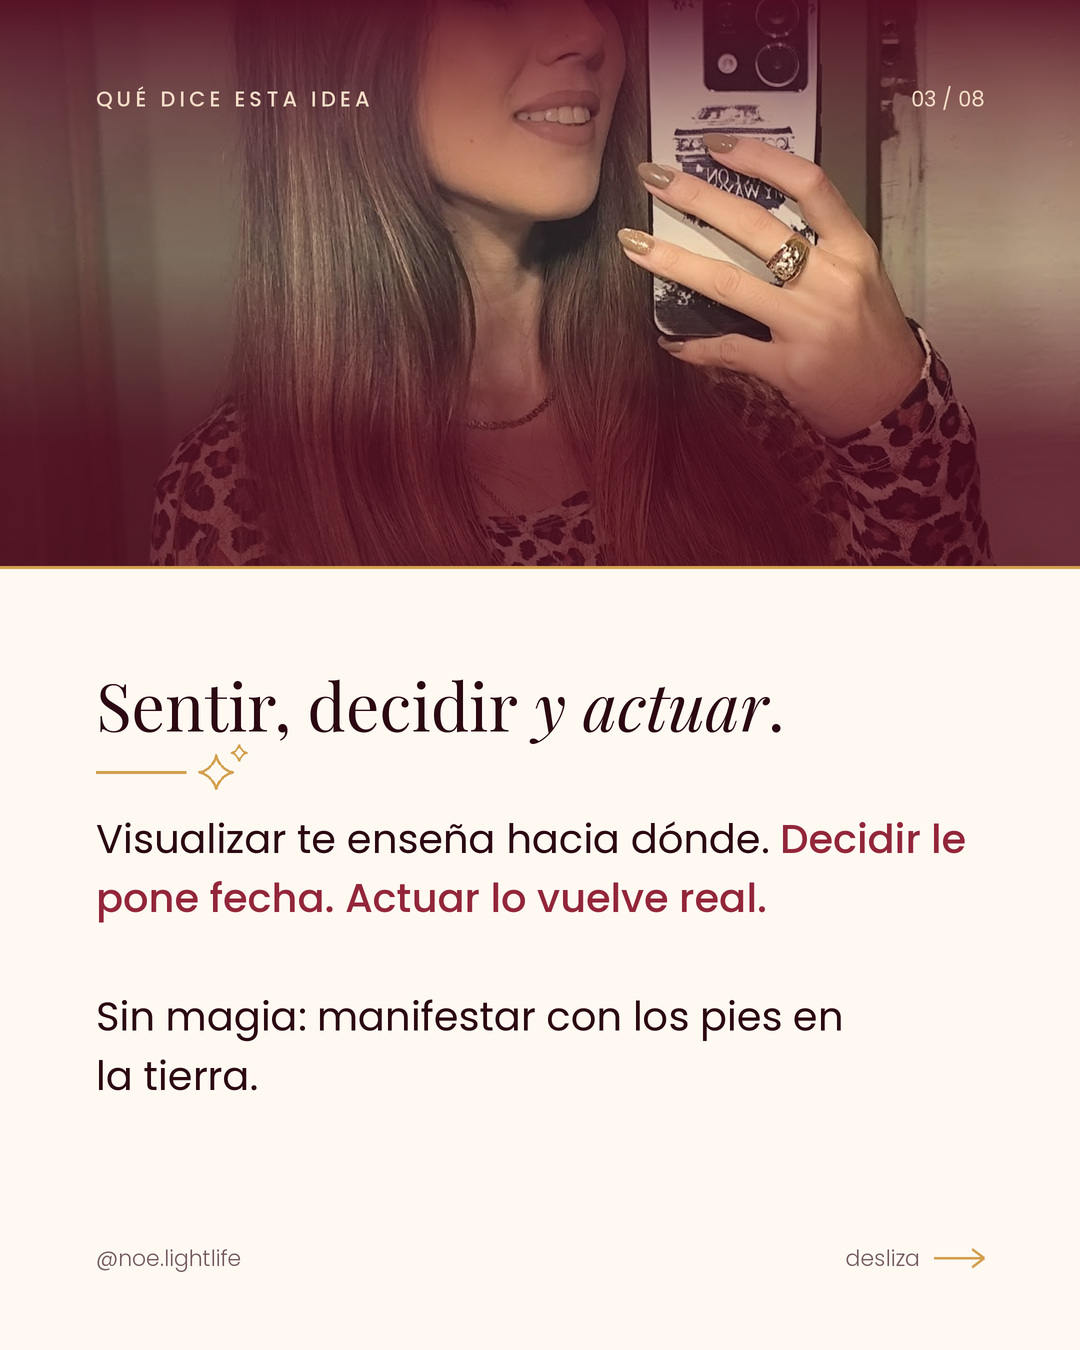 QUÉ DICE ESTA IDEA
03 / 08
Sentir, decidir y actuar.
Visualizar te enseña hacia dónde. Decidir le
pone fecha. Actuar lo vuelve real.
Sin magia: manifestar con los pies en
la tierra.
@noe.lightlife
desliza